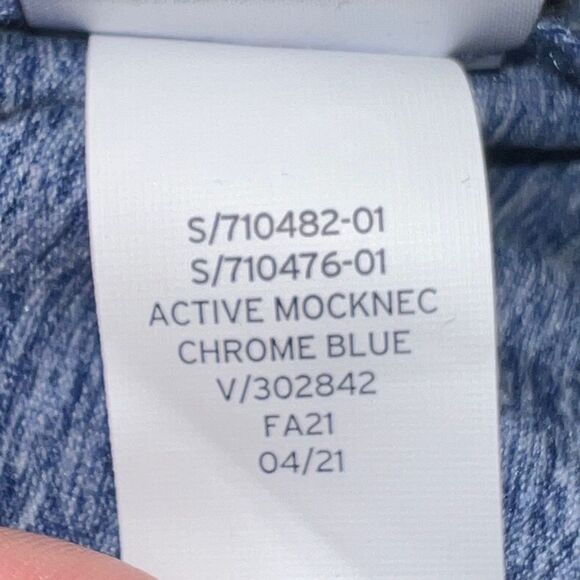 S/710482-01
S/710476-01
ACTIVE MOCKNEC
CHROME BLUE
V/302842
FA21
04/21